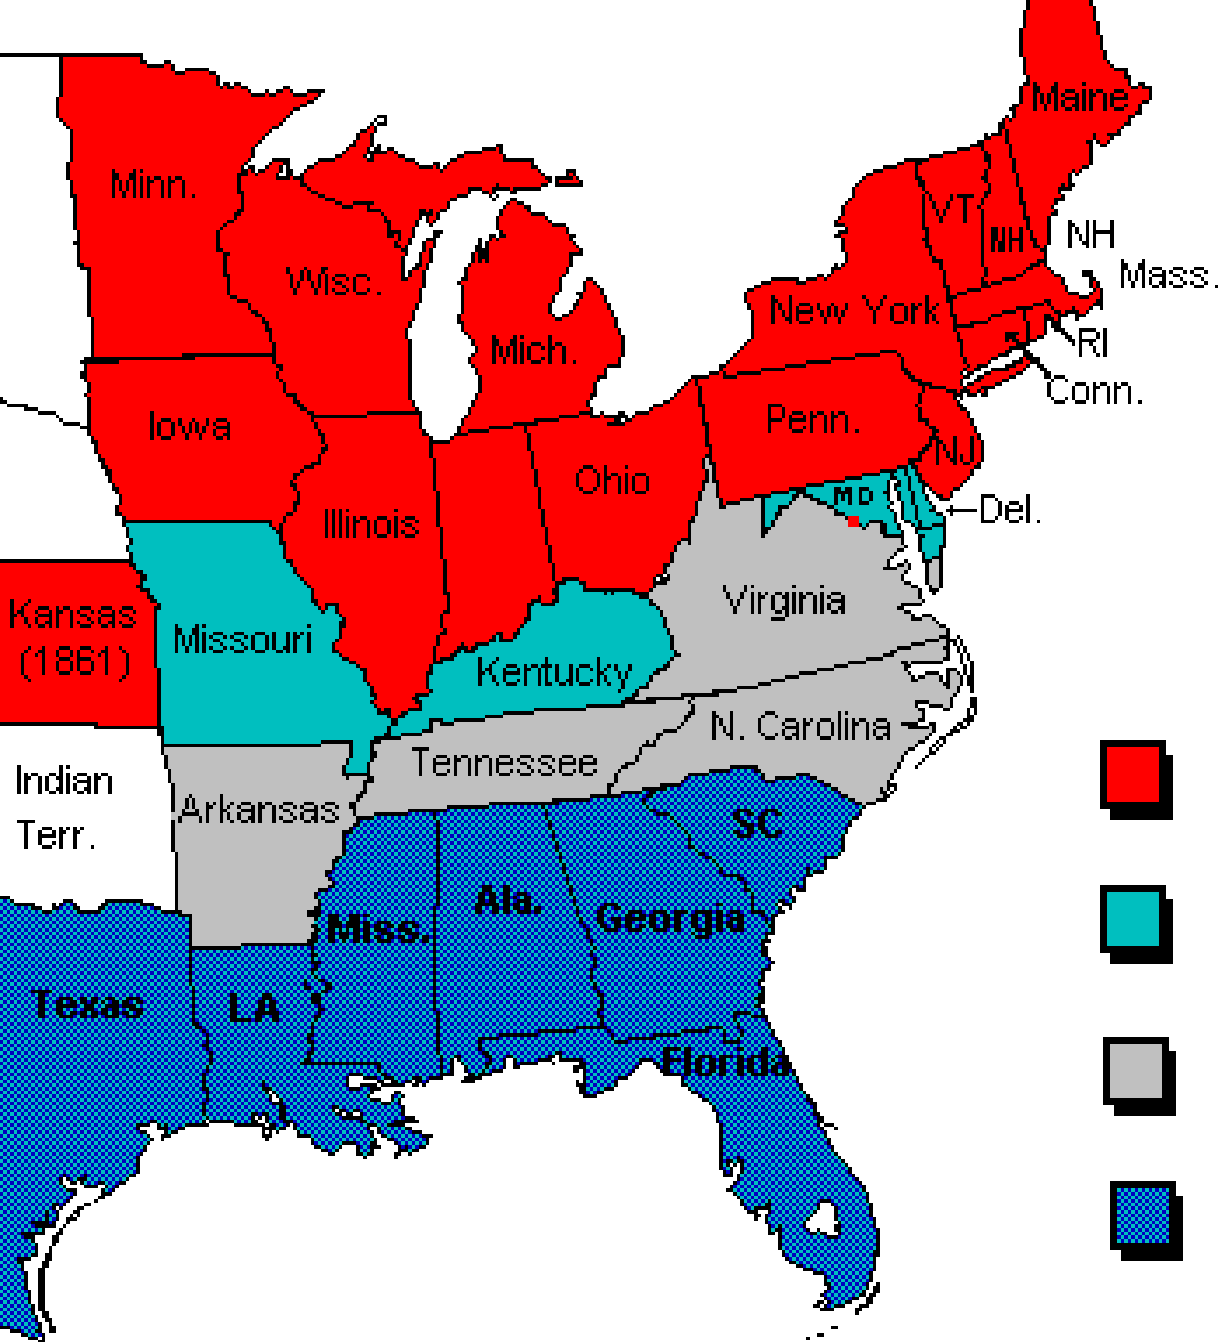 Maine
Minn.
VT
NH
NH
Mass.
Wisc.
New York
Mich.
RI
Conn.
Iowa
Penn.
NJ
Ohio
MD
Illinois
Del.
Kansas
(1861)
Missouri
Virginia
Kentucky
N. Carolina
Tennessee
Indian
Terr.
Arkansas
SC
Miss.
Ala.
Georgia
Texas
LA
Florida